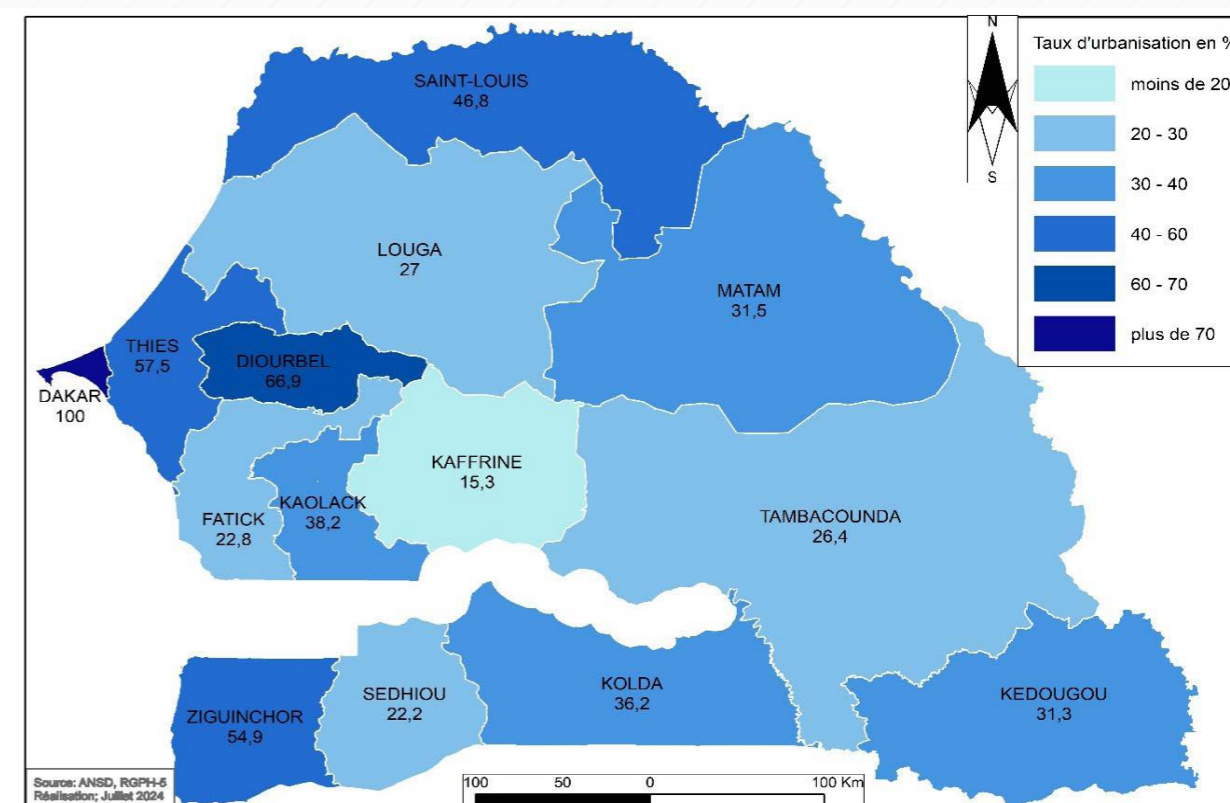 N
S
Taux d'urbanisation en %
moins de 20
20 - 30
30 - 40
40 - 60
60 - 70
plus de 70
SAINT-LOUIS
46,8
LOUGA
27
MATAM
31,5
THIES
57,5
DIOURBEL
66,9
DAKAR
100
KAFFRINE
15,3
KAOLACK
38,2
FATICK
22,8
TAMBACOUNDA
26,4
ZIGUINCHOR
54,9
SEDHIOU
22,2
KOLDA
36,2
KEDOUGOU
31,3
Source: ANSD, RGPH-5
Réalisation; Juillet 2024
100 50 0 100 Km